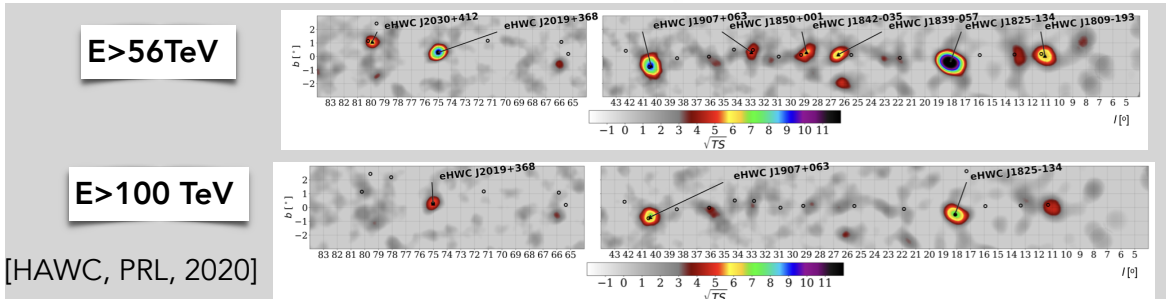 E>56TeV
eHWC J2030+412 eHWC J2019+368
eHWC J1907+063 eHWC J1850+001 eHWC J1842-035 eHWC J1839-057 eHWC J1825-134 eHWC J1809-193
b [°]
2
1
0
−1
−2
83 82 81 80 79 78 77 76 75 74 73 72 71 70 69 68 67 66 65
43 42 41 40 39 38 37 36 35 34 33 32 31 30 29 28 27 26 25 24 23 22 21 20 19 18 17 16 15 14 13 12 11 10 9 8 7 6 5
l [°]
−1 0 1 2 3 4 5 6 7 8 9 10 11
√TS
E>100 TeV
eHWC J2019+368
eHWC J1907+063 eHWC J1825-134
b [°]
2
1
0
−1
−2
83 82 81 80 79 78 77 76 75 74 73 72 71 70 69 68 67 66 65
43 42 41 40 39 38 37 36 35 34 33 32 31 30 29 28 27 26 25 24 23 22 21 20 19 18 17 16 15 14 13 12 11 10 9 8 7 6 5
l [°]
−1 0 1 2 3 4 5 6 7 8 9 10 11
√TS
[HAWC, PRL, 2020]